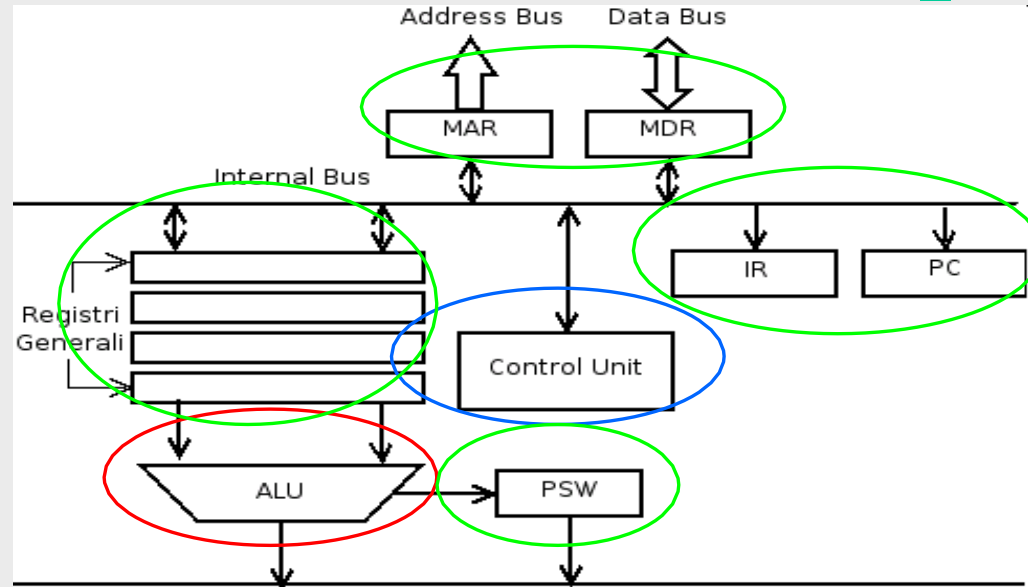 Address Bus
Data Bus
MAR
MDR
Internal Bus
IR
PC
Registri
Generali
Control Unit
ALU
PSW